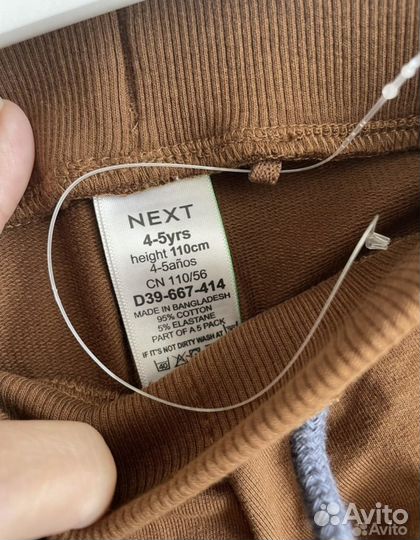 NEXT
4-5yrs
height 110cm
4-5años
CN 110/56
D39-667-414
MADE IN BANGLADESH
95% COTTON
5% ELASTANE
PART OF A 5 PACK
IF IT'S NOT DIRTY WASH AT
40
Avito
Avito